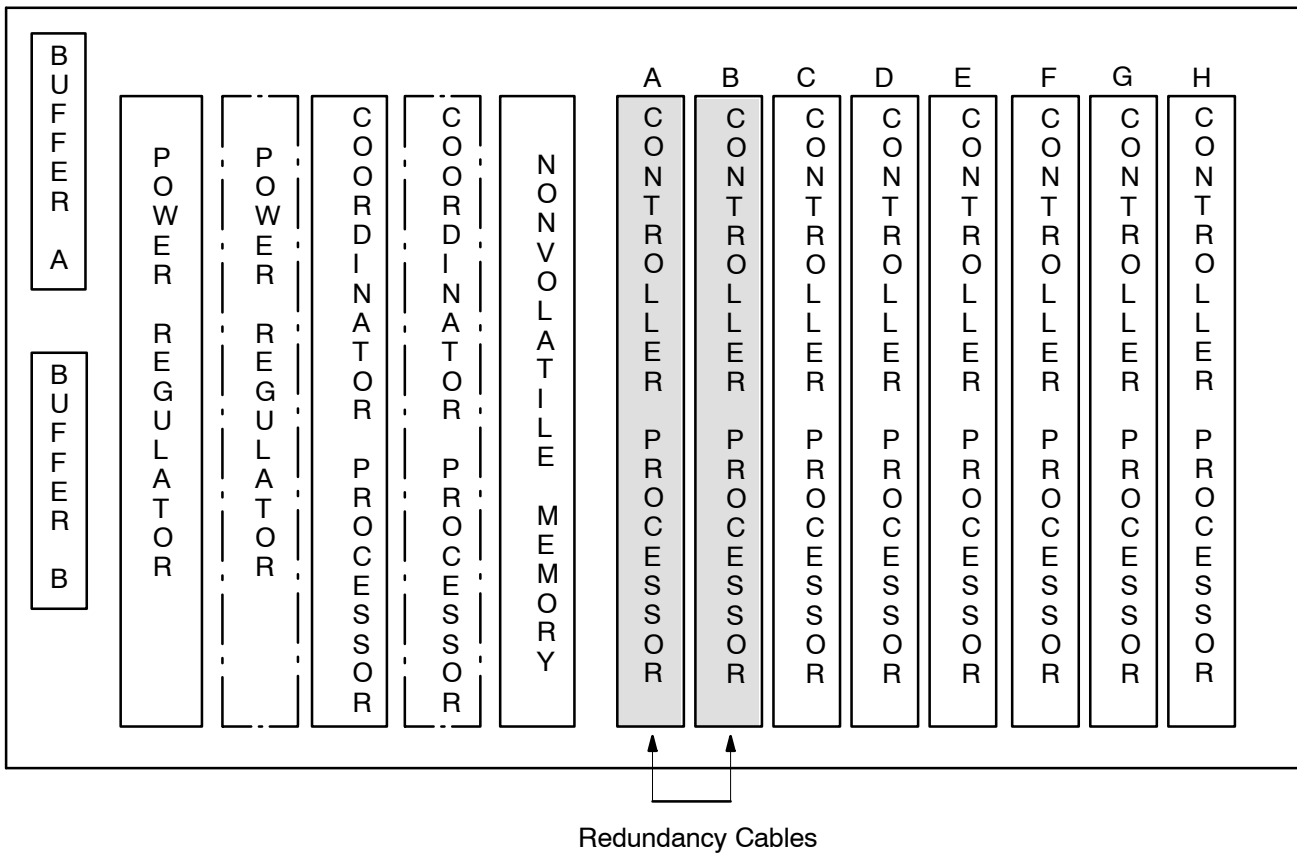 BUFFER A
BUFFER B
POWER REGULATOR
POWER REGULATOR
COORDINATOR PROCESSOR
COORDINATOR PROCESSOR
NONVOLATILE MEMORY
A
CONTROLLER PROCESSOR
B
CONTROLLER PROCESSOR
C
CONTROLLER PROCESSOR
D
CONTROLLER PROCESSOR
E
CONTROLLER PROCESSOR
F
CONTROLLER PROCESSOR
G
CONTROLLER PROCESSOR
H
CONTROLLER PROCESSOR
Redundancy Cables